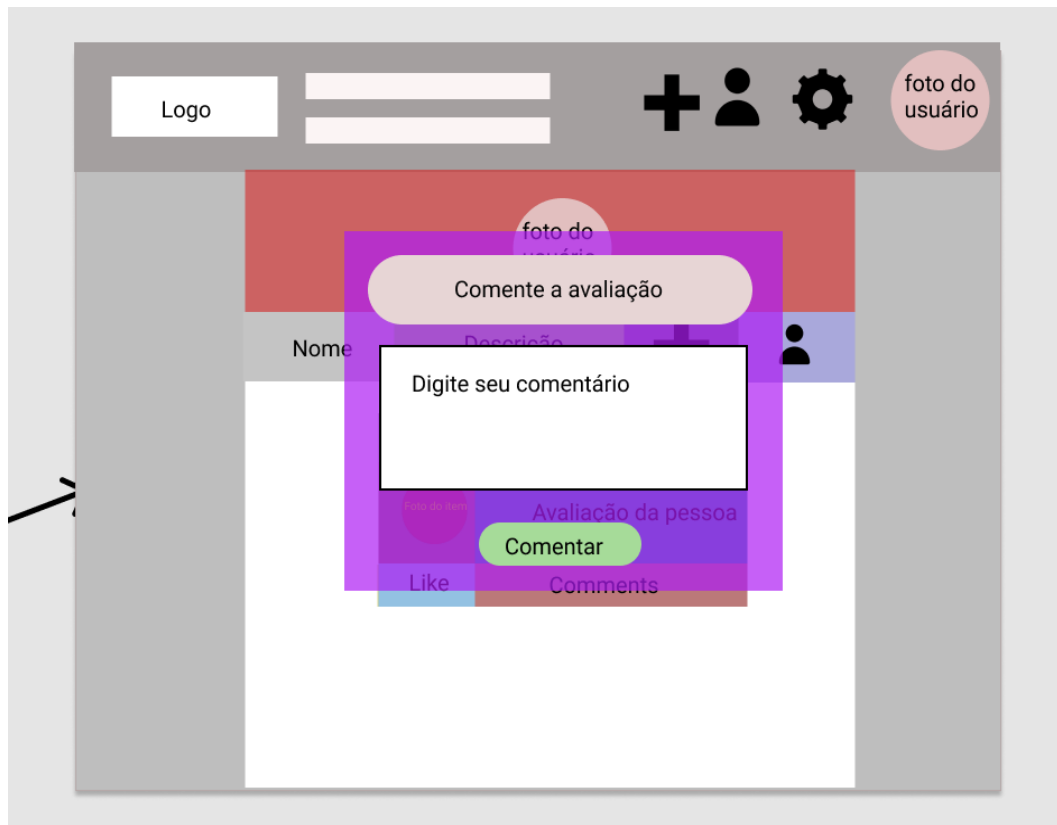 Logo
foto do
usuário
foto do
usuário
Comente a avaliação
Nome
Descrição
Digite seu comentário
Foto do item
Avaliação da pessoa
Comentar
Like
Comments